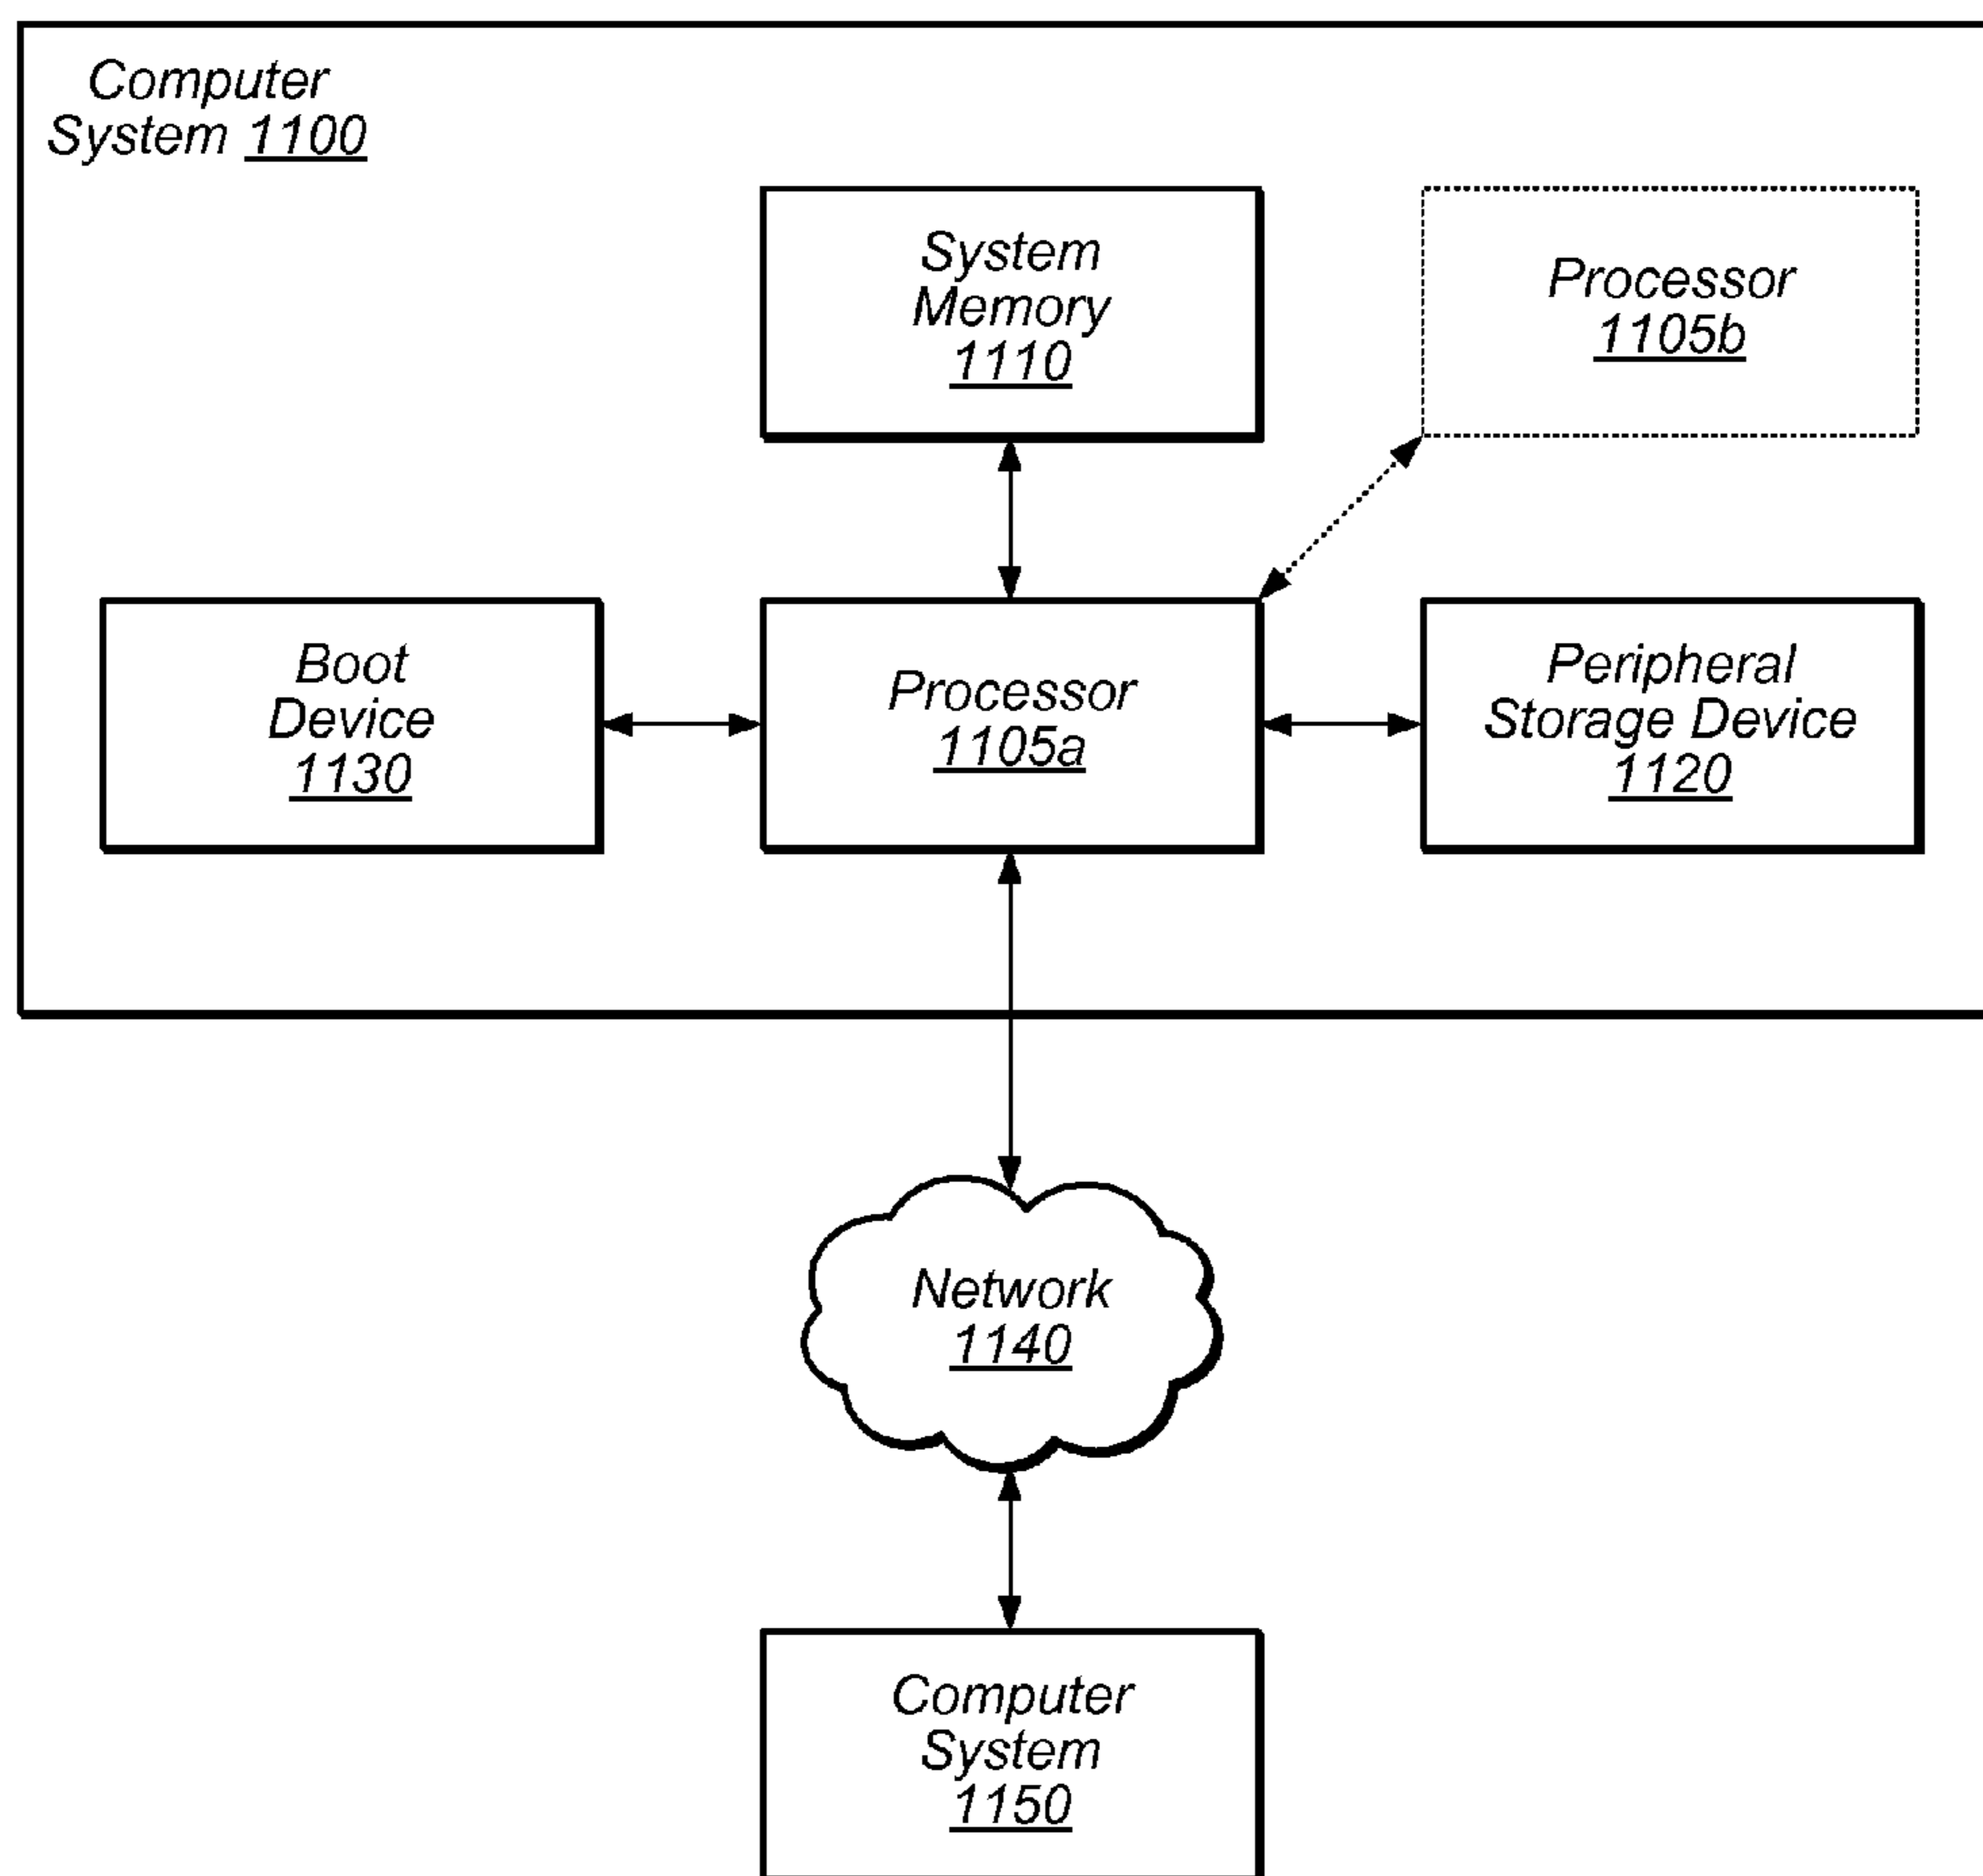 Computer
System 1100
System
Memory
1110
Processor
1105b
Boot
Device
1130
Processor
1105a
Peripheral
Storage Device
1120
Network
1140
Computer
System
1150